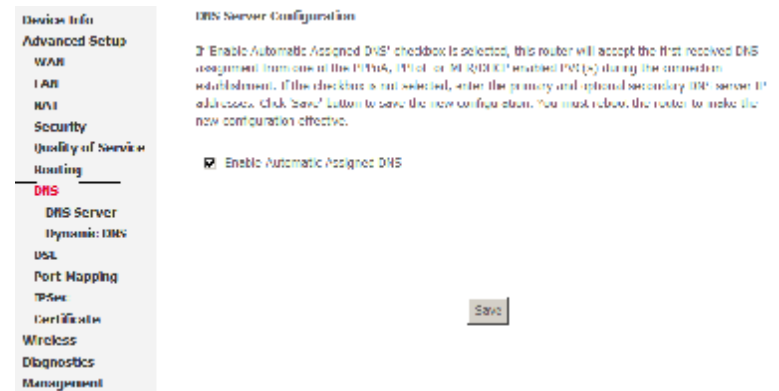 Device Info
Advanced Setup
WAN
LAN
NAT
Security
Quality of Service
Routing
DNS
DNS Server
Dynamic DNS
DSL
Port Mapping
IPSec
Certificate
Wireless
Diagnostics
Management
DNS Server Configuration
If 'Enable Automatic Assigned DNS' checkbox is selected, this router will accept the first received DNS
assignment from one of the PPPoA, PPPoE or MER/DHCP enabled PVC(s) during the connection
establishment. If the checkbox is not selected, enter the primary and optional secondary DNS server IP
addresses. Click 'Save' button to save the new configuration. You must reboot the router to make the
new configuration effective.
Enable Automatic Assigned DNS
Save